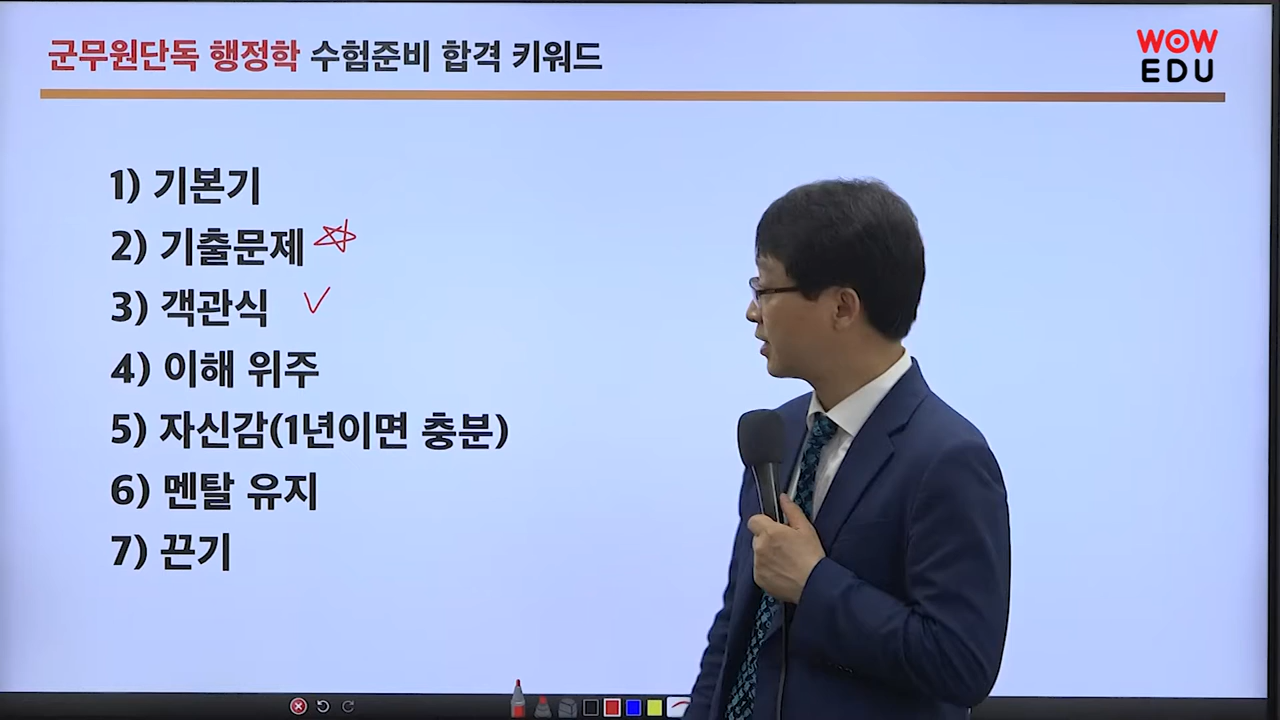 군무원단독 행정학 수험준비 합격 키워드
WOW
EDU
1) 기본기
2) 기출문제
3) 객관식
4) 이해 위주
5) 자신감(1년이면 충분)
6) 멘탈 유지
7) 끈기